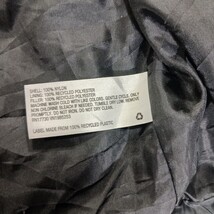 SHELL: 100% NYLON
LINING: 100% RECYCLED POLYESTER
FILLER: 100% RECYCLED POLYESTER
MACHINE WASH COLD WITH LIKE COLORS, GENTLE CYCLE. ONLY
NON-CHLORINE BLEACH IF NEEDED. TUMBLE DRY LOW. REMOVE
PROMPTLY. DO NOT IRON. DO NOT DRY CLEAN.
LABEL MADE FROM 100% RECYCLED PLASTIC